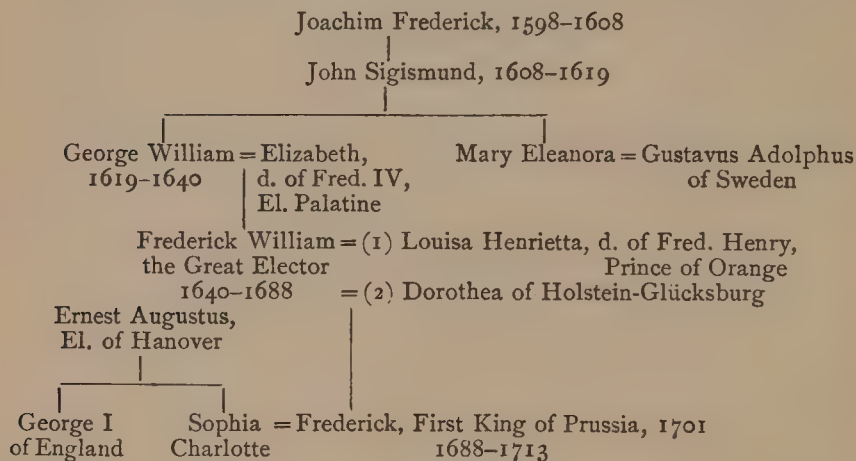 Joachim Frederick, 1598–1608
John Sigismund, 1608–1619
George William = Elizabeth, Mary Eleanora = Gustavus Adolphus
1619–1640 d. of Fred. IV, of Sweden
El. Palatine
Frederick William = (1) Louisa Henrietta, d. of Fred. Henry,
the Great Elector Prince of Orange
1640–1688 = (2) Dorothea of Holstein-Glücksburg
Ernest Augustus,
El. of Hanover
George I Sophia = Frederick, First King of Prussia, 1701
of England Charlotte 1688–1713